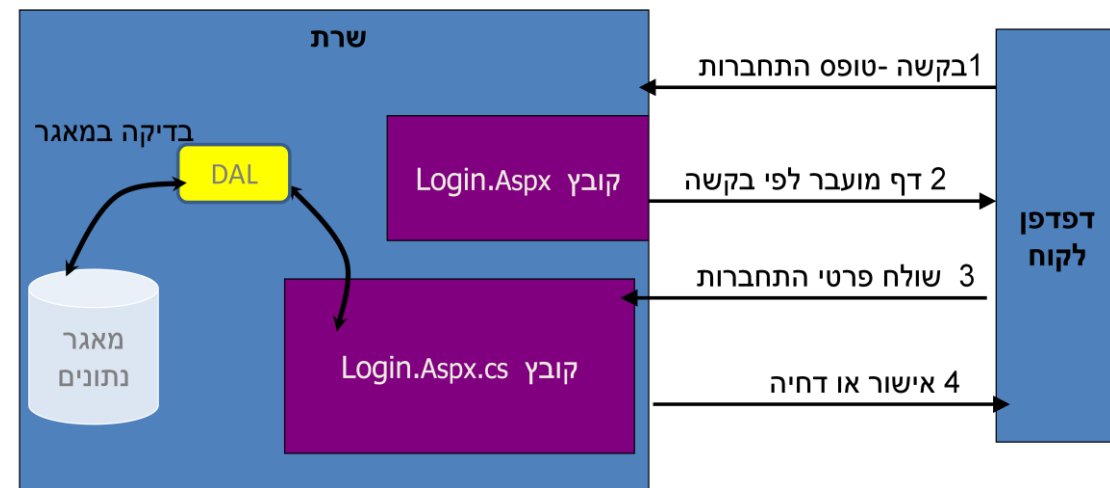 שרת
1בקשה -טופס התחברות
בדיקה במאגר
DAL
קובץ Login.Aspx
2 דף מועבר לפי בקשה
דפדפן
לקוח
3 שולח פרטי התחברות
מאגר
נתונים
קובץ Login.Aspx.cs
4 אישור או דחיה